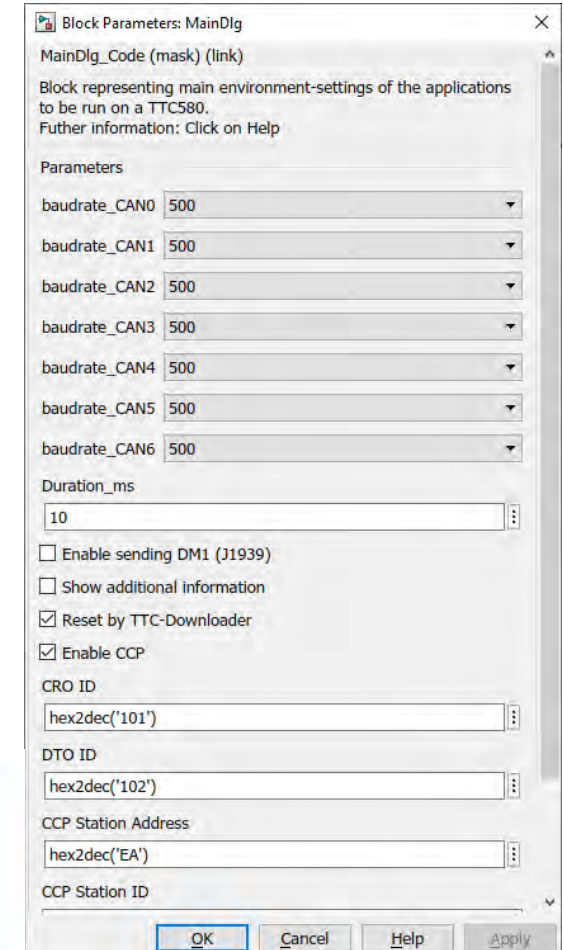 Block Parameters: MainDlg
MainDlg_Code (mask) (link)
Block representing main environment-settings of the applications
to be run on a TTC580.
Futher information: Click on Help
Parameters
baudrate_CAN0 500
baudrate_CAN1 500
baudrate_CAN2 500
baudrate_CAN3 500
baudrate_CAN4 500
baudrate_CAN5 500
baudrate_CAN6 500
Duration_ms
10
Enable sending DM1 (J1939)
Show additional information
Reset by TTC-Downloader
Enable CCP
CRO ID
hex2dec('101')
DTO ID
hex2dec('102')
CCP Station Address
hex2dec('EA')
CCP Station ID
OK Cancel Help Apply